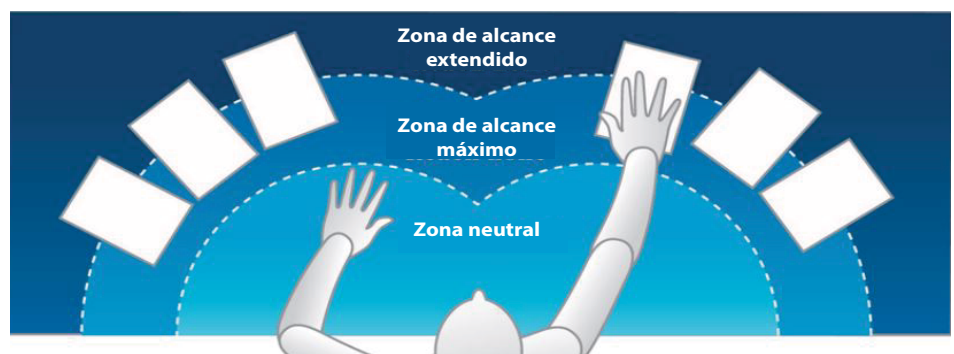 Zona de alcance
extendido
Zona de alcance
máximo
Zona neutral